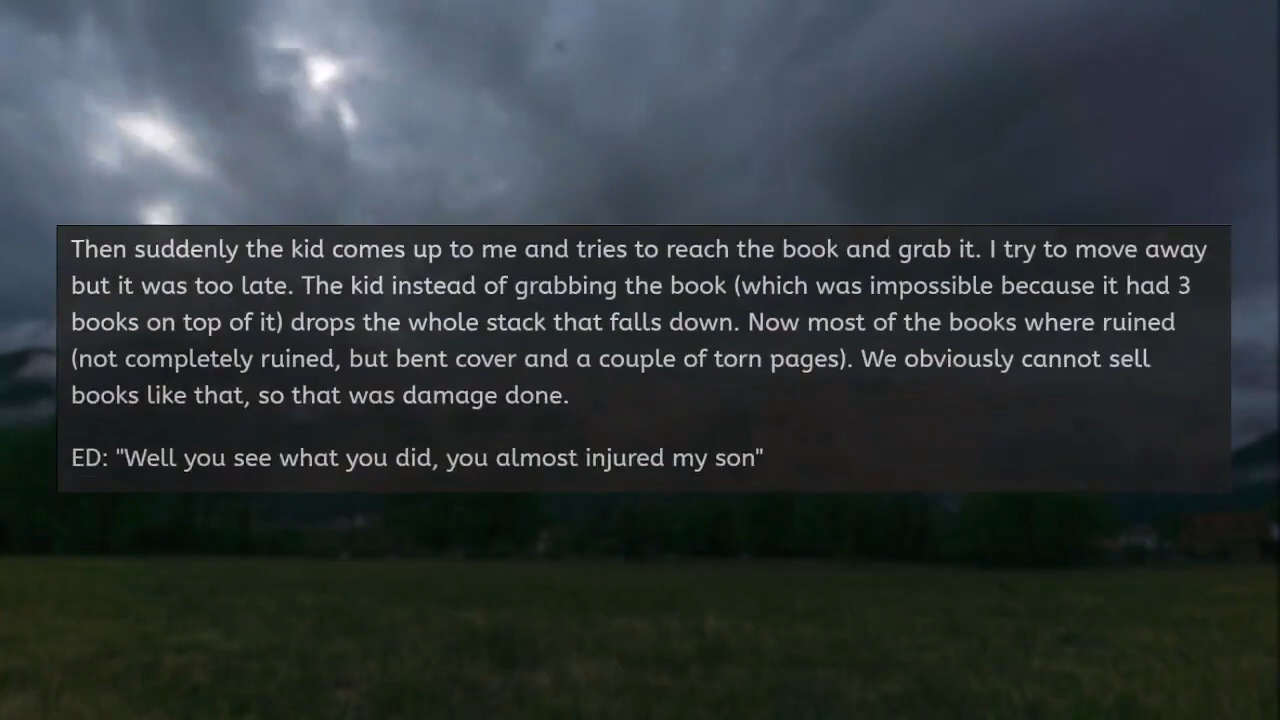 Then suddenly the kid comes up to me and tries to reach the book and grab it. I try to move away
but it was too late. The kid instead of grabbing the book (which was impossible because it had 3
books on top of it) drops the whole stack that falls down. Now most of the books where ruined
(not completely ruined, but bent cover and a couple of torn pages). We obviously cannot sell
books like that, so that was damage done.
ED: "Well you see what you did, you almost injured my son"